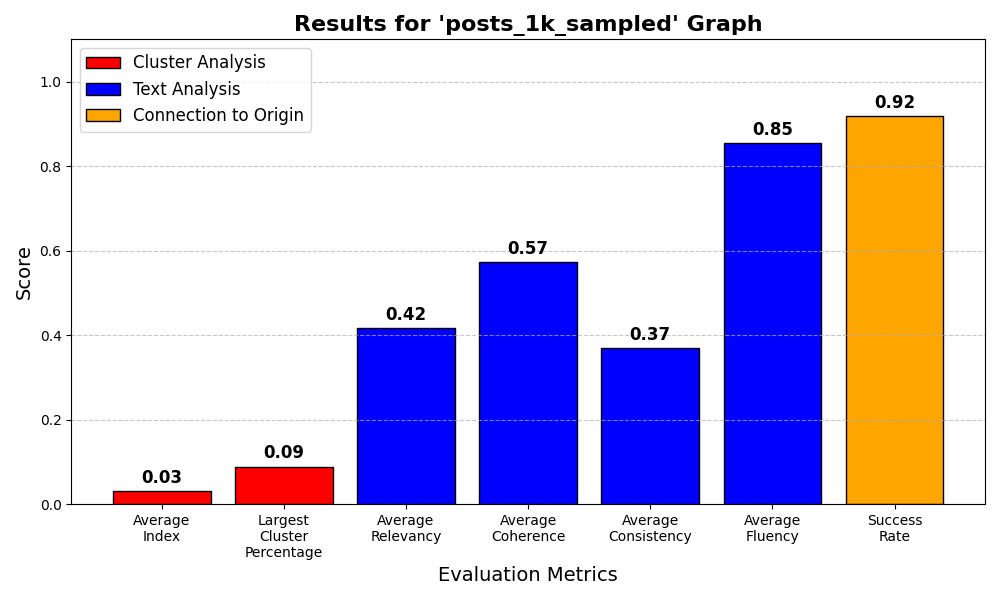 Results for 'posts_1k_sampled' Graph
Cluster Analysis
Text Analysis
Connection to Origin
Score
1.0
0.8
0.6
0.4
0.2
0.0
0.03
0.09
0.42
0.57
0.37
0.85
0.92
Average
Index
Largest
Cluster
Percentage
Average
Relevancy
Average
Coherence
Average
Consistency
Average
Fluency
Success
Rate
Evaluation Metrics